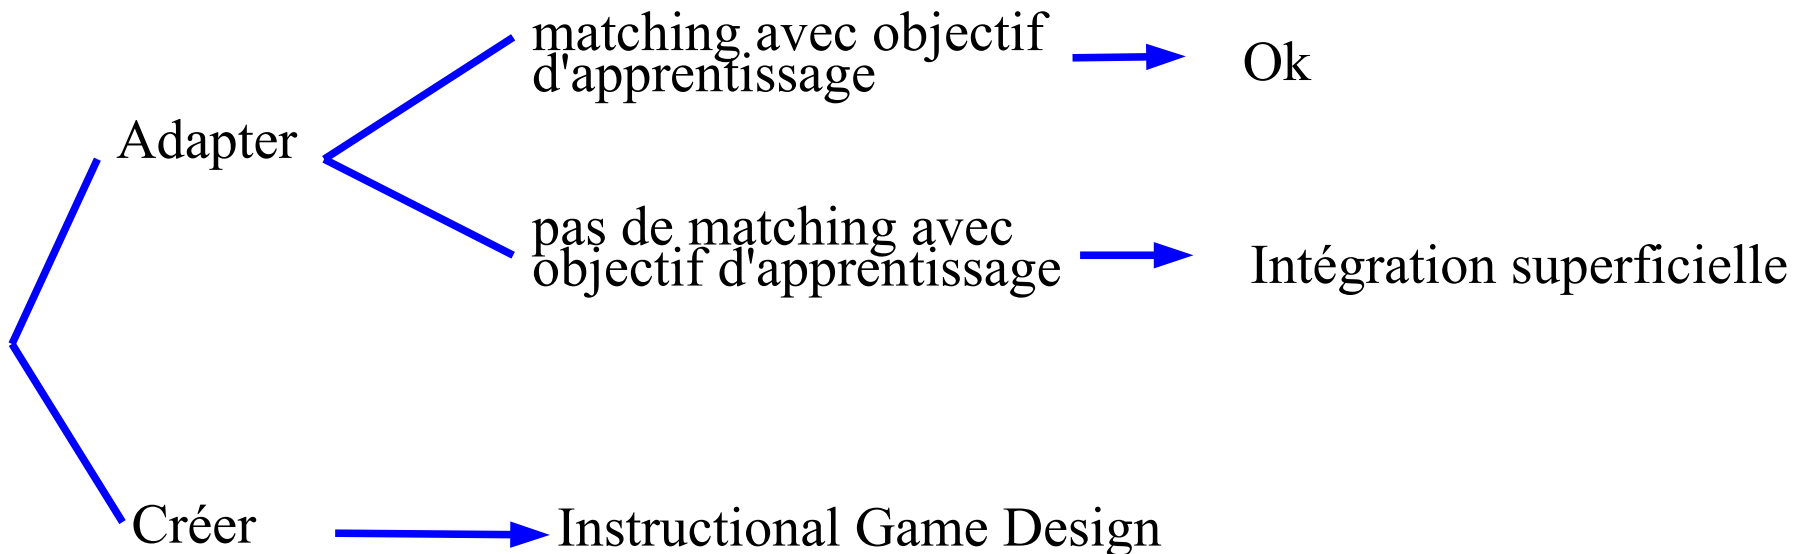 matching avec objectif
d'apprentissage
Ok
Adapter
pas de matching avec
objectif d'apprentissage
Intégration superficielle
Créer
Instructional Game Design